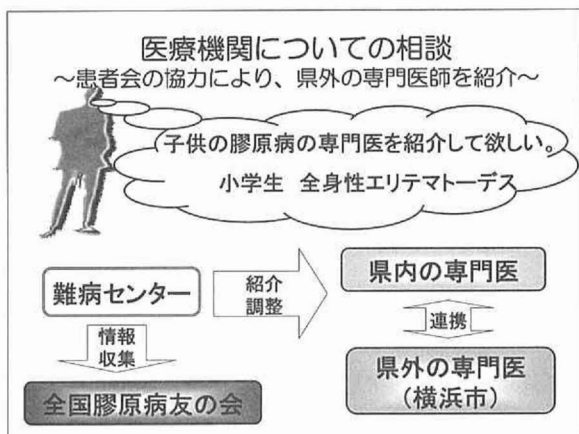 医療機関についての相談
～患者会の協力により、県外の専門医師を紹介～
子供の膠原病の専門医を紹介して欲しい。
小学生 全身性エリテマトーデス
難病センター
紹介
調整
県内の専門医
情報
収集
連携
全国膠原病友の会
県外の専門医
(横浜市)